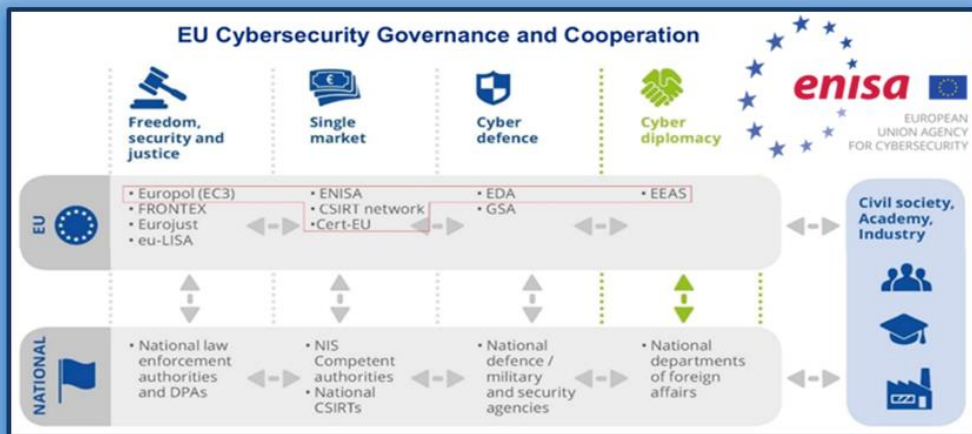 EU Cybersecurity Governance and Cooperation
enisa
EUROPEAN
UNION AGENCY
FOR CYBERSECURITY
Freedom,
security and
justice
€
Single
market
Cyber
defence
Cyber
diplomacy
EU
• Europol (EC3)
• FRONTEX
• Eurojust
• eu-LISA
• ENISA
• CSIRT network
•Cert-EU
• EDA
• GSA
• EEAS
Civil society,
Academy,
Industry
NATIONAL
• National law
enforcement
authorities
and DPAs
• NIS
Competent
authorities
• National
CSIRTs
• National
defence /
military
and security
agencies
• National
departments
of foreign
affairs